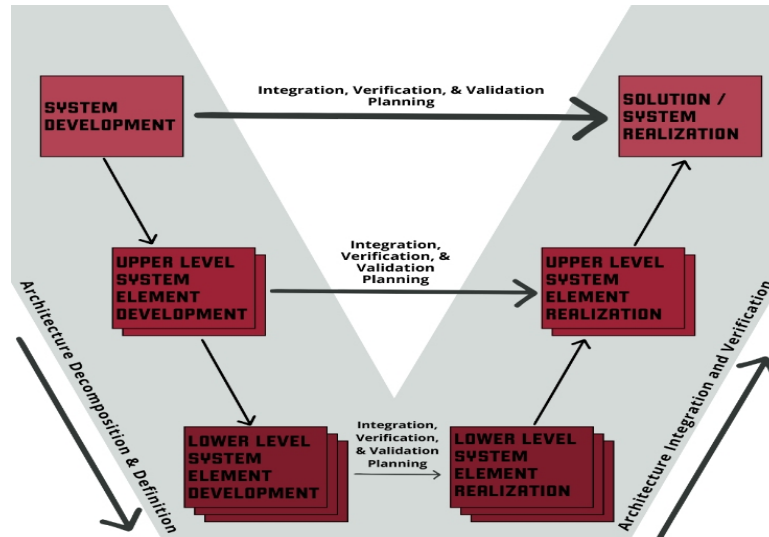 Integration, Verification, & Validation
Planning
SYSTEM
DEVELOPMENT
SOLUTION /
SYSTEM
REALIZATION
Integration,
Verification, &
Validation
Planning
UPPER LEVEL
SYSTEM
ELEMENT
DEVELOPMENT
UPPER LEVEL
SYSTEM
ELEMENT
REALIZATION
Architecture Decomposition & Definition
Architecture Integration and Verification
Integration,
Verification,
& Validation
Planning
LOWER LEVEL
SYSTEM
ELEMENT
DEVELOPMENT
LOWER LEVEL
SYSTEM
ELEMENT
REALIZATION